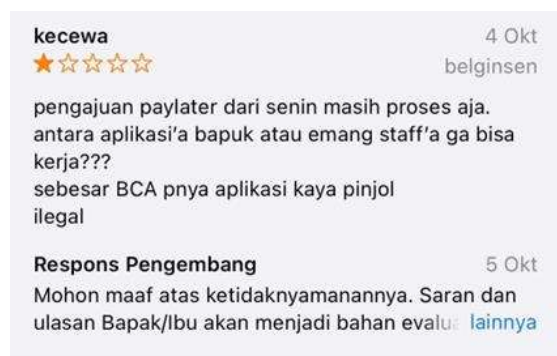 kecewa 4 Okt
belginsen
pengajuan paylater dari senin masih proses aja.
antara aplikasi'a bapuk atau emang staff'a ga bisa
kerja???
sebesar BCA pnya aplikasi kaya pinjol
ilegal
Respons Pengembang 5 Okt
Mohon maaf atas ketidaknyamanannya. Saran dan
ulasan Bapak/Ibu akan menjadi bahan evalu lainnya